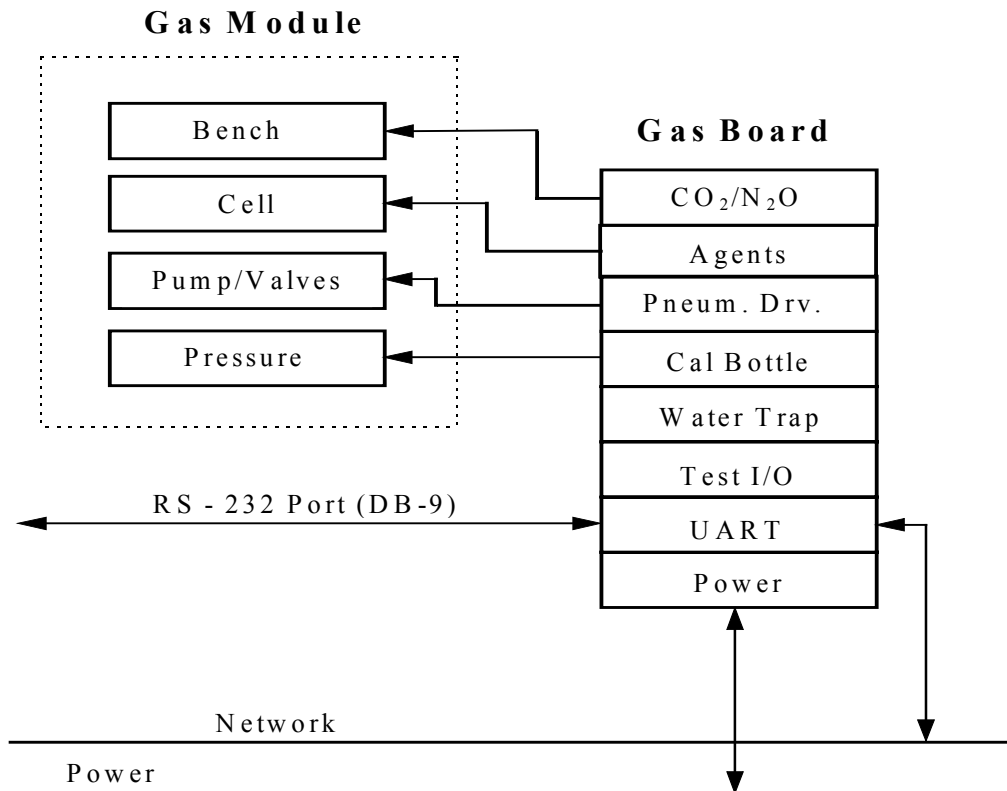 Gas Module
Bench
Cell
Pump/Valves
Pressure
Gas Board
CO₂/N₂O
Agents
Pneum. Drv.
Cal Bottle
Water Trap
Test I/O
UART
Power
RS - 232 Port (DB-9)
Network
Power